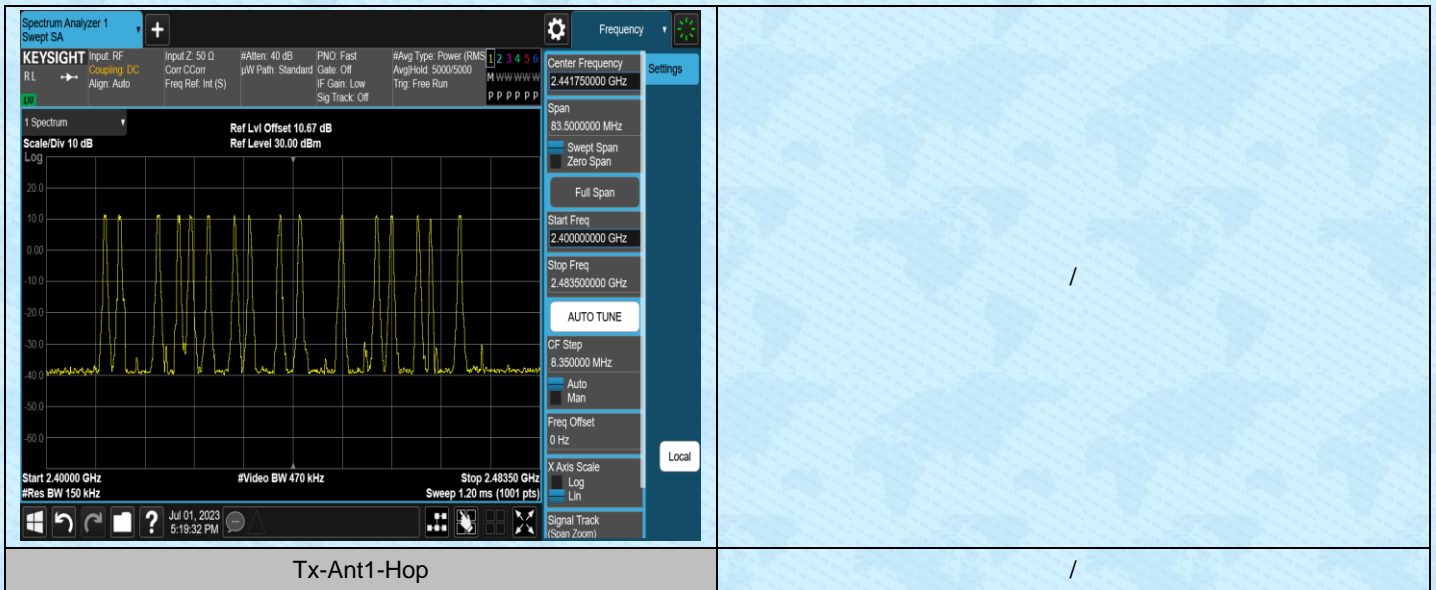 Spectrum Analyzer 1
Swept SA
+
Frequency
KEYSIGHT
RL
LXI
Input: RF
Coupling: DC
Align: Auto
Input Z: 50 Ω
Corr CCorr
Freq Ref: Int (S)
#Atten: 40 dB
µW Path: Standard
PNO: Fast
Gate: Off
IF Gain: Low
Sig Track: Off
#Avg Type: Power (RMS
Avg|Hold: 5000/5000
Trig: Free Run
1 2 3 4 5 6
M W W W W W
P P P P P P
1 Spectrum
Scale/Div 10 dB
Log
Ref Lvl Offset 10.67 dB
Ref Level 30.00 dBm
20.0
10.0
0.00
-10.0
-20.0
-30.0
-40.0
-50.0
-60.0
Start 2.40000 GHz
#Res BW 150 kHz
#Video BW 470 kHz
Stop 2.48350 GHz
Sweep 1.20 ms (1001 pts)
Jul 01, 2023
5:19:32 PM
Center Frequency
2.441750000 GHz
Span
83.5000000 MHz
Swept Span
Zero Span
Full Span
Start Freq
2.400000000 GHz
Stop Freq
2.483500000 GHz
AUTO TUNE
CF Step
8.350000 MHz
Auto
Man
Freq Offset
0 Hz
X Axis Scale
Log
Lin
Signal Track
(Span Zoom)
Settings
Local
/
Tx-Ant1-Hop
/